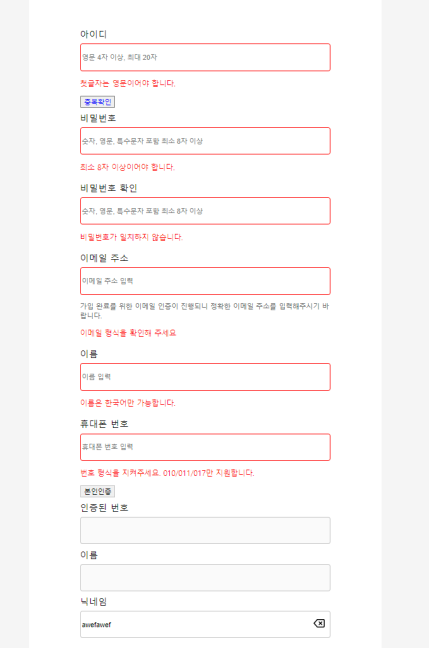 아이디
영문 4자 이상, 최대 20자
첫글자는 영문이어야 합니다.
중복확인
비밀번호
숫자, 영문, 특수문자 포함 최소 8자 이상
최소 8자 이상이어야 합니다.
비밀번호 확인
숫자, 영문, 특수문자 포함 최소 8자 이상
비밀번호가 일치하지 않습니다.
이메일 주소
이메일 주소 입력
가입 완료를 위한 이메일 인증이 진행되니 정확한 이메일 주소를 입력해주시기 바
랍니다.
이메일 형식을 확인해 주세요
이름
이름 입력
이름은 한국어만 가능합니다.
휴대폰 번호
휴대폰 번호 입력
번호 형식을 지켜주세요. 010/011/017만 지원합니다.
본인인증
인증된 번호
이름
닉네임
awefawef